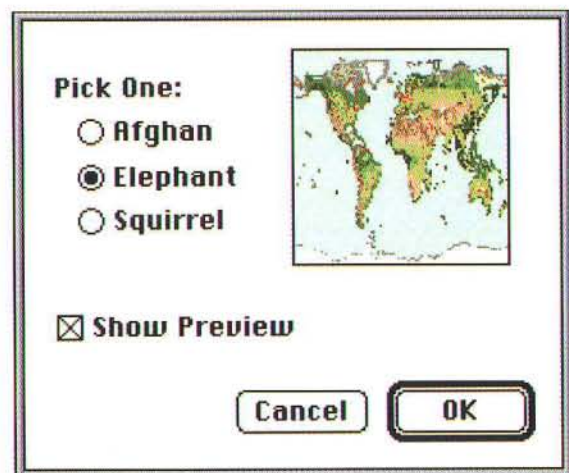 Pick One:
Afghan
Elephant
Squirrel
Show Preview
Cancel
OK